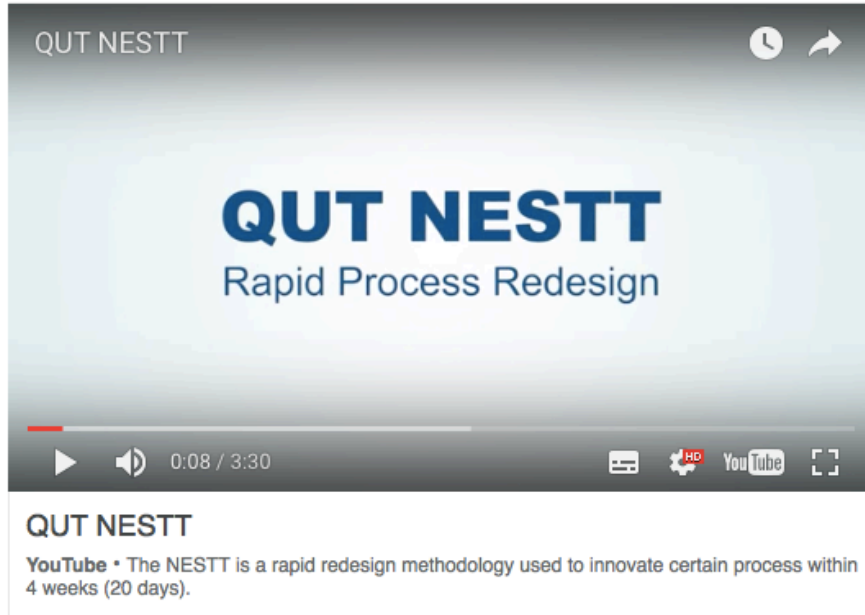 QUT NESTT
QUT NESTT
Rapid Process Redesign
0:08 / 3:30
HD
YouTube
QUT NESTT
YouTube • The NESTT is a rapid redesign methodology used to innovate certain process within
4 weeks (20 days).